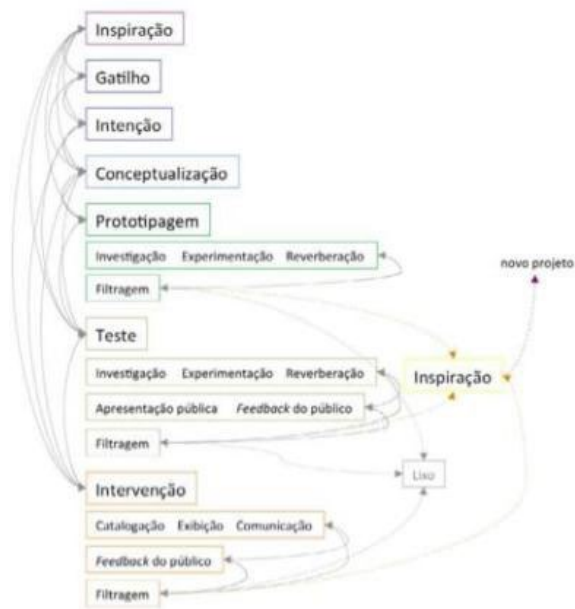 Inspiração
Gatilho
Intenção
Conceptualização
Prototipagem
Investigação Experimentação Reverberação
Filtragem
novo projeto
Teste
Investigação Experimentação Reverberação
Inspiração
Apresentação pública Feedback do público
Filtragem
Lixo
Intervenção
Catalogação Exibição Comunicação
Feedback do público
Filtragem